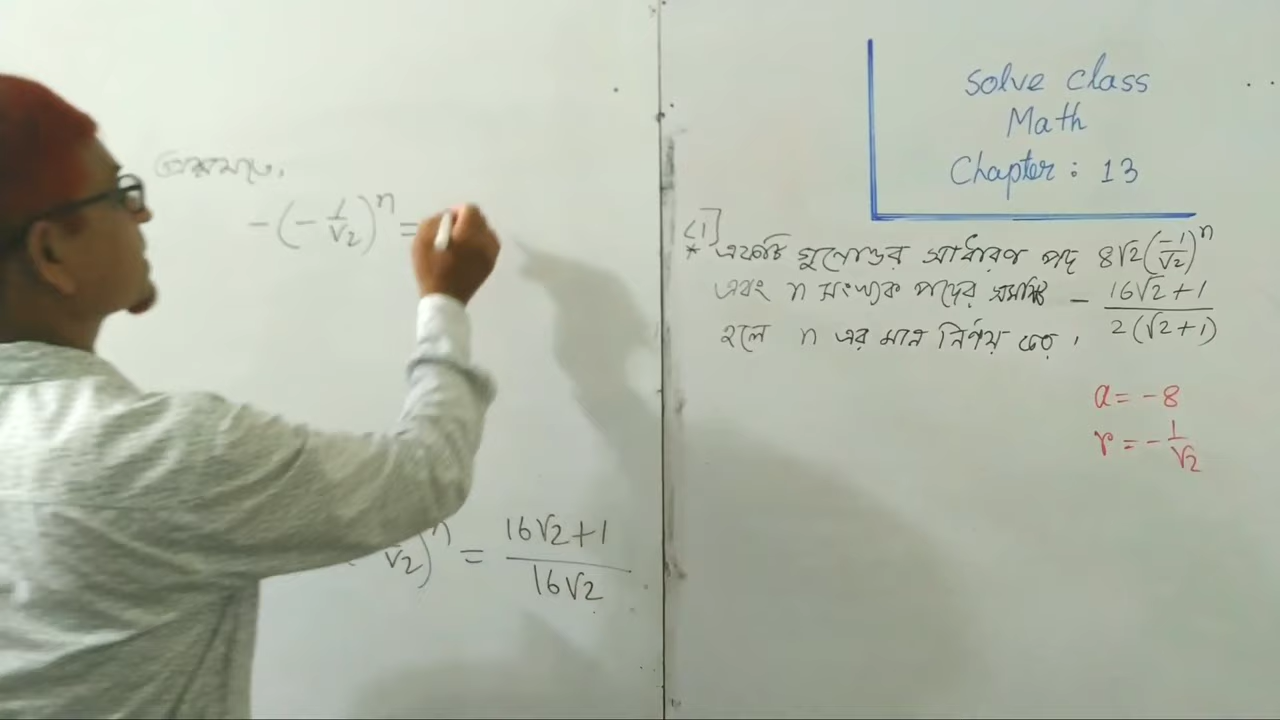 প্রশ্নমতে,
-(-1/√2)^n =
√2)^n = (16√2+1)/(16√2)
Solve class
Math
Chapter : 13
[1]
* একটি গুণোত্তর সাধারণ পদ 8√2(-1/√2)^n
এবং n সংখ্যক পদের সমষ্টি - (16√2+1)/(2(√2+1))
হলে n এর মান নির্ণয় কর।
a = -8
r = -1/√2